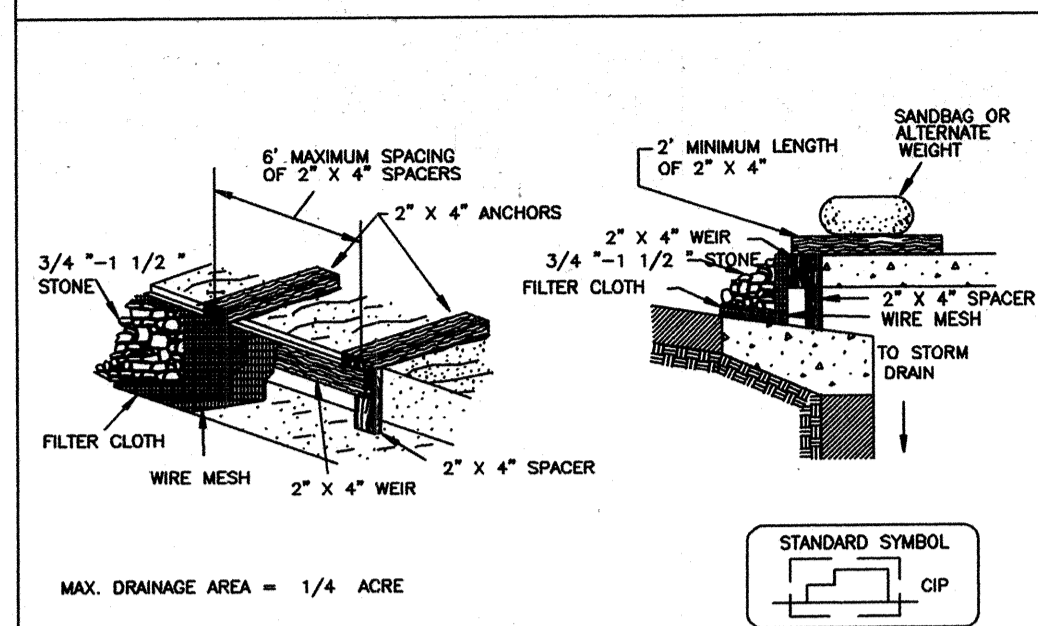 6' MAXIMUM SPACING
OF 2" X 4" SPACERS
2" X 4" ANCHORS
3/4 "-1 1/2 "
STONE
FILTER CLOTH
WIRE MESH
2" X 4" WEIR
2" X 4" SPACER
SANDBAG OR
ALTERNATE
WEIGHT
2' MINIMUM LENGTH
OF 2" X 4"
2" X 4" WEIR
3/4 "-1 1/2 " STONE
FILTER CLOTH
2" X 4" SPACER
WIRE MESH
TO STORM
DRAIN
MAX. DRAINAGE AREA = 1/4 ACRE
STANDARD SYMBOL
CIP